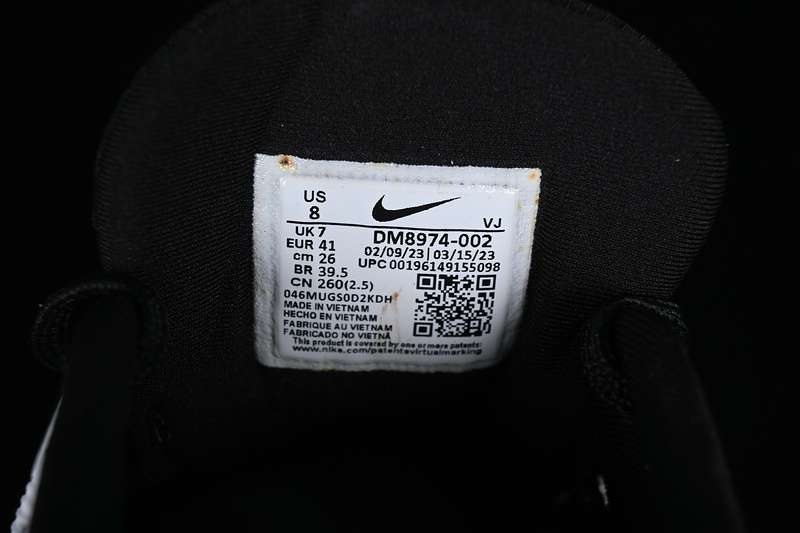 US
8
VJ
UK 7
DM8974-002
EUR 41
02/09/23 | 03/15/23
cm 26
UPC 00196149155098
BR 39.5
CN 260(2.5)
046MUGS0D2KDH
MADE IN VIETNAM
HECHO EN VIETNAM
FABRIQUE AU VIETNAM
FABRICADO NO VIETNÃ
This product is covered by one or more patents:
www.nike.com/patentsvirtualmarking